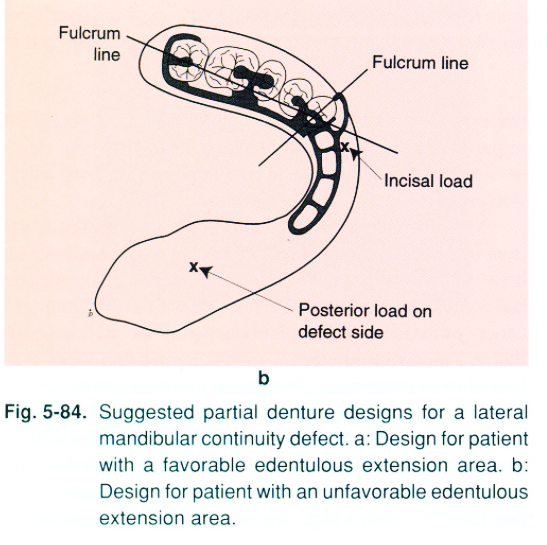 Fulcrum
line
Fulcrum line
x
Incisal load
x
Posterior load on
defect side
b
Fig. 5-84. Suggested partial denture designs for a lateral
mandibular continuity defect. a: Design for patient
with a favorable edentulous extension area. b:
Design for patient with an unfavorable edentulous
extension area.